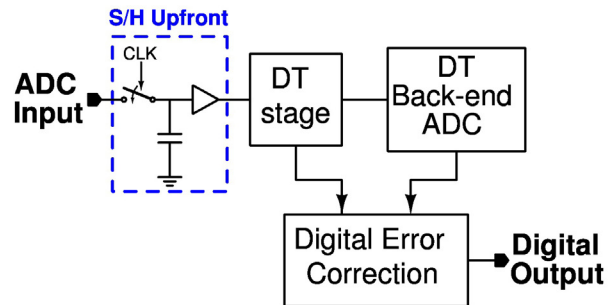 S/H Upfront
CLK
ADC
Input
DT
stage
DT
Back-end
ADC
Digital Error
Correction
Digital
Output